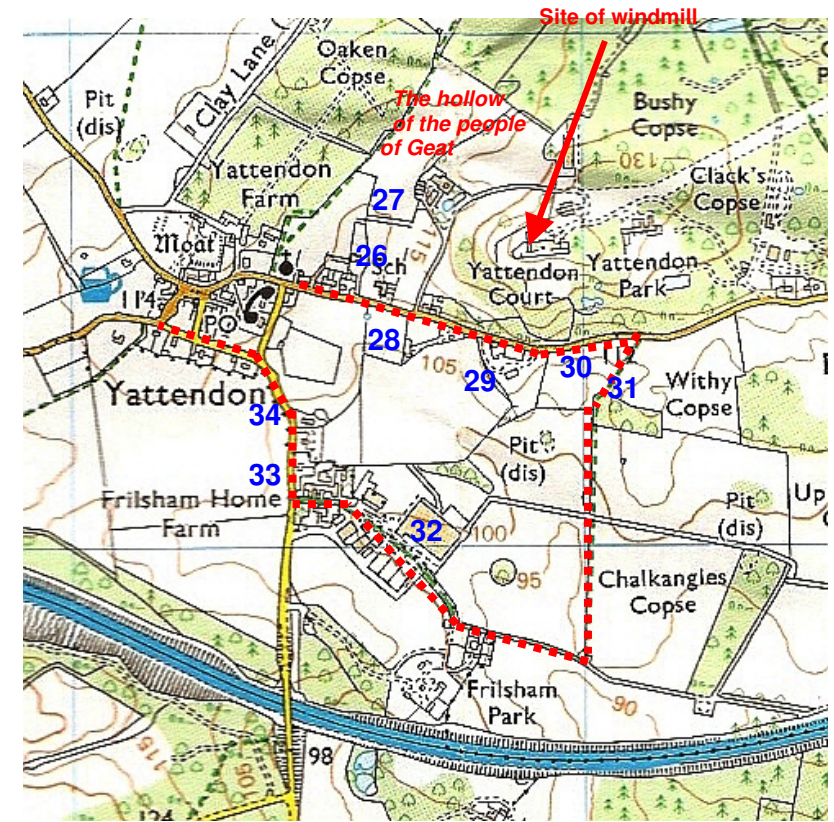 Site of windmill
Oaken
Copse
Clay Lane
Pit
(dis)
The hollow
of the people
of Geat
Bushy
Copse
130
Clack's
Copse
Yattendon
Farm
27
115
Moat
26
Sch
Yattendon
Court
Yattendon
Park
114
PO
28
105
29
30
31
Withy
Copse
Yattendon
34
Pit
(dis)
33
Frilsham Home
Farm
32
100
Pit
(dis)
Up
95
Chalkangles
Copse
Frilsham
Park
90
98
115
105
124